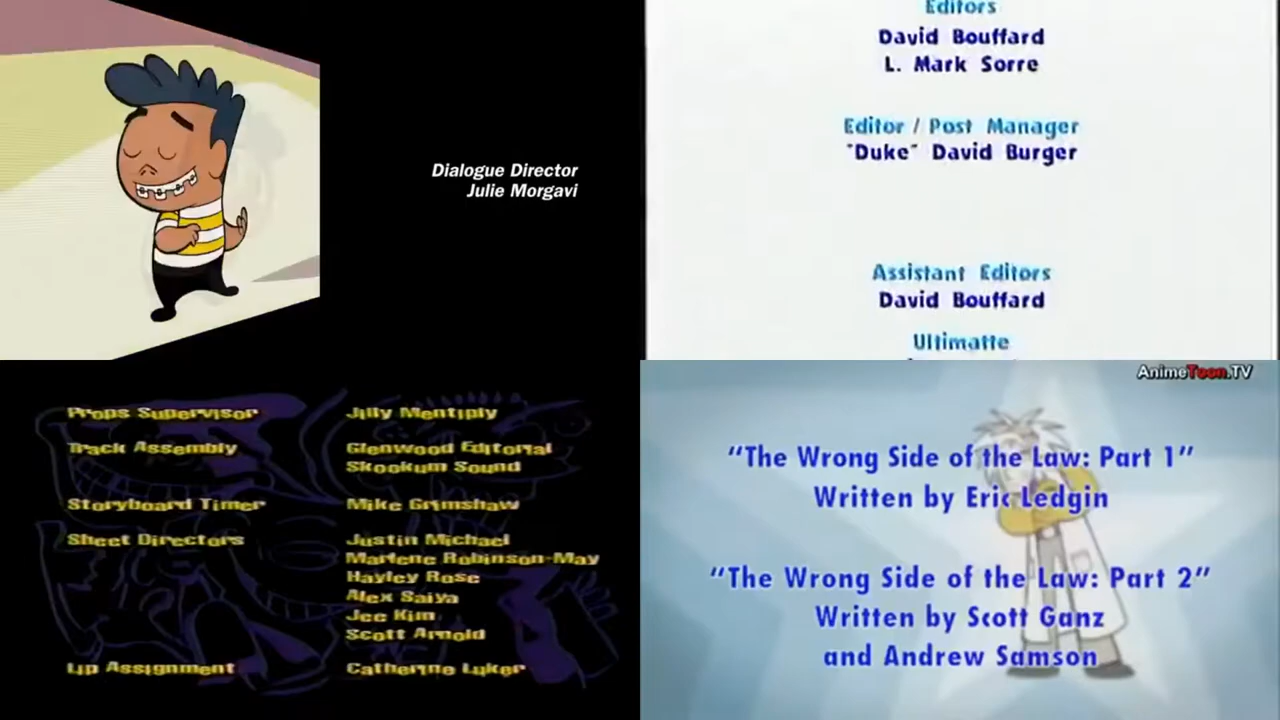 Dialogue Director
Julie Morgavi
Editors
David Bouffard
L. Mark Sorre
Editor / Post Manager
"Duke" David Burger
Assistant Editors
David Bouffard
Ultimatte
Props Supervisor Jilly Mentiply
Track Assembly Glenwood Editorial
Skookum Sound
Storyboard Timer Mike Grimshaw
Sheet Directors Justin Michael
Marlene Robinson-May
Hayley Rose
Alex Saiya
Jee Kim
Scott Arnold
Lip Assignment Catherine Luker
AnimeToon.TV
"The Wrong Side of the Law: Part 1"
Written by Eric Ledgin
"The Wrong Side of the Law: Part 2"
Written by Scott Ganz
and Andrew Samson